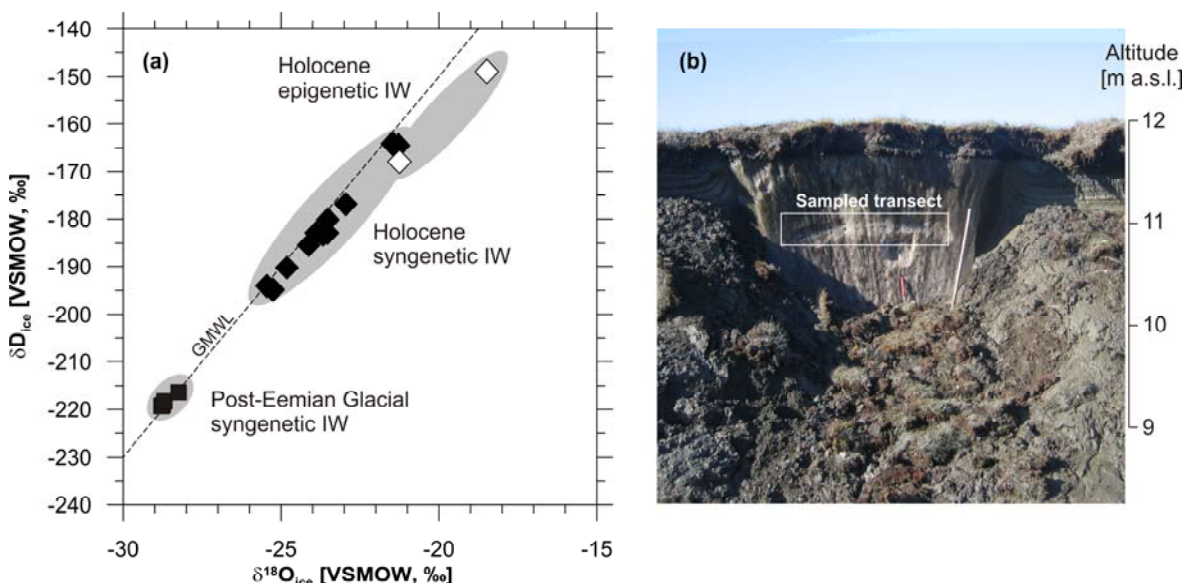 (a)
-140
-150
-160
-170
-180
-190
-200
-210
-220
-230
-240
δD_ice [VSMOW, ‰]
Holocene
epigenetic IW
Holocene
syngenetic IW
GMWL
Post-Eemian Glacial
syngenetic IW
-30
-25
-20
-15
δ¹⁸O_ice [VSMOW, ‰]
(b)
Altitude
[m a.s.l.]
Sampled transect
12
11
10
9